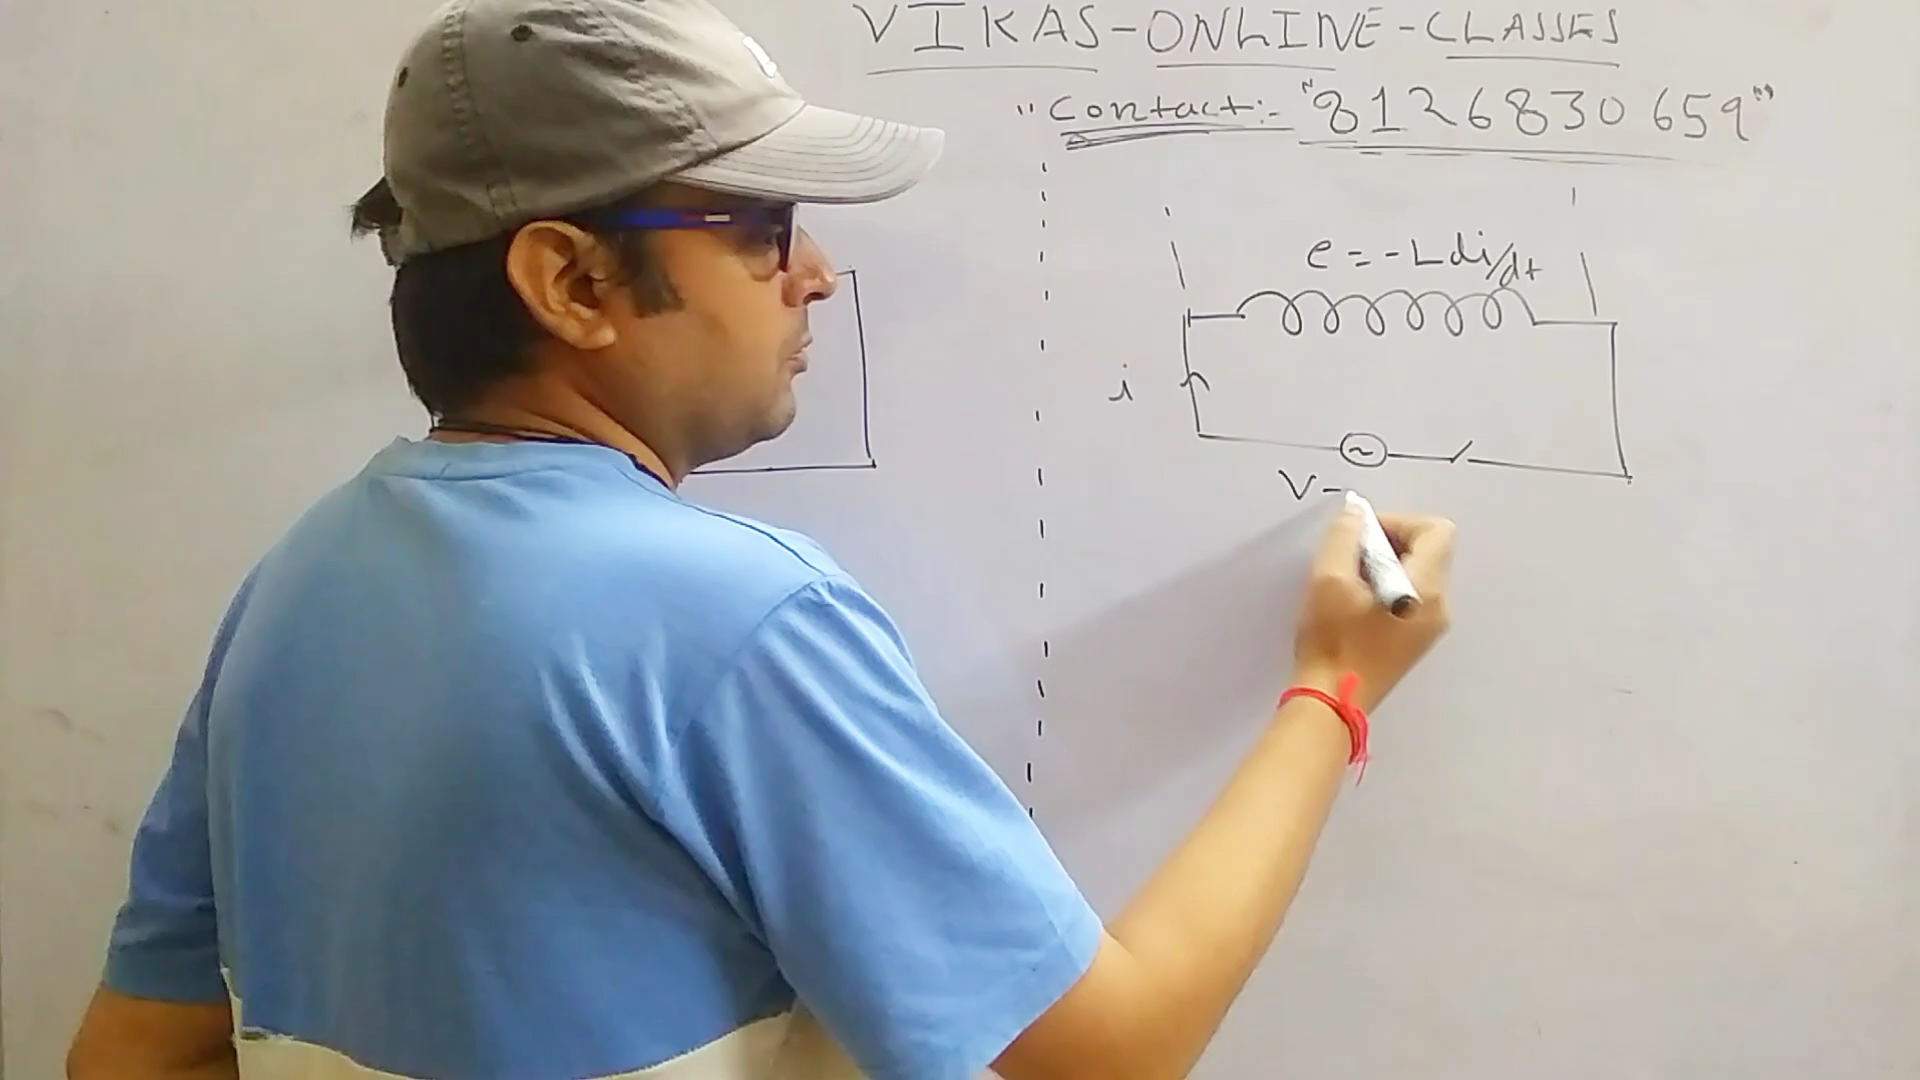 VIKAS-ONLINE-CLASSES
"Contact:- "8126830659"
e = -Ldi/dt
i
~
V-